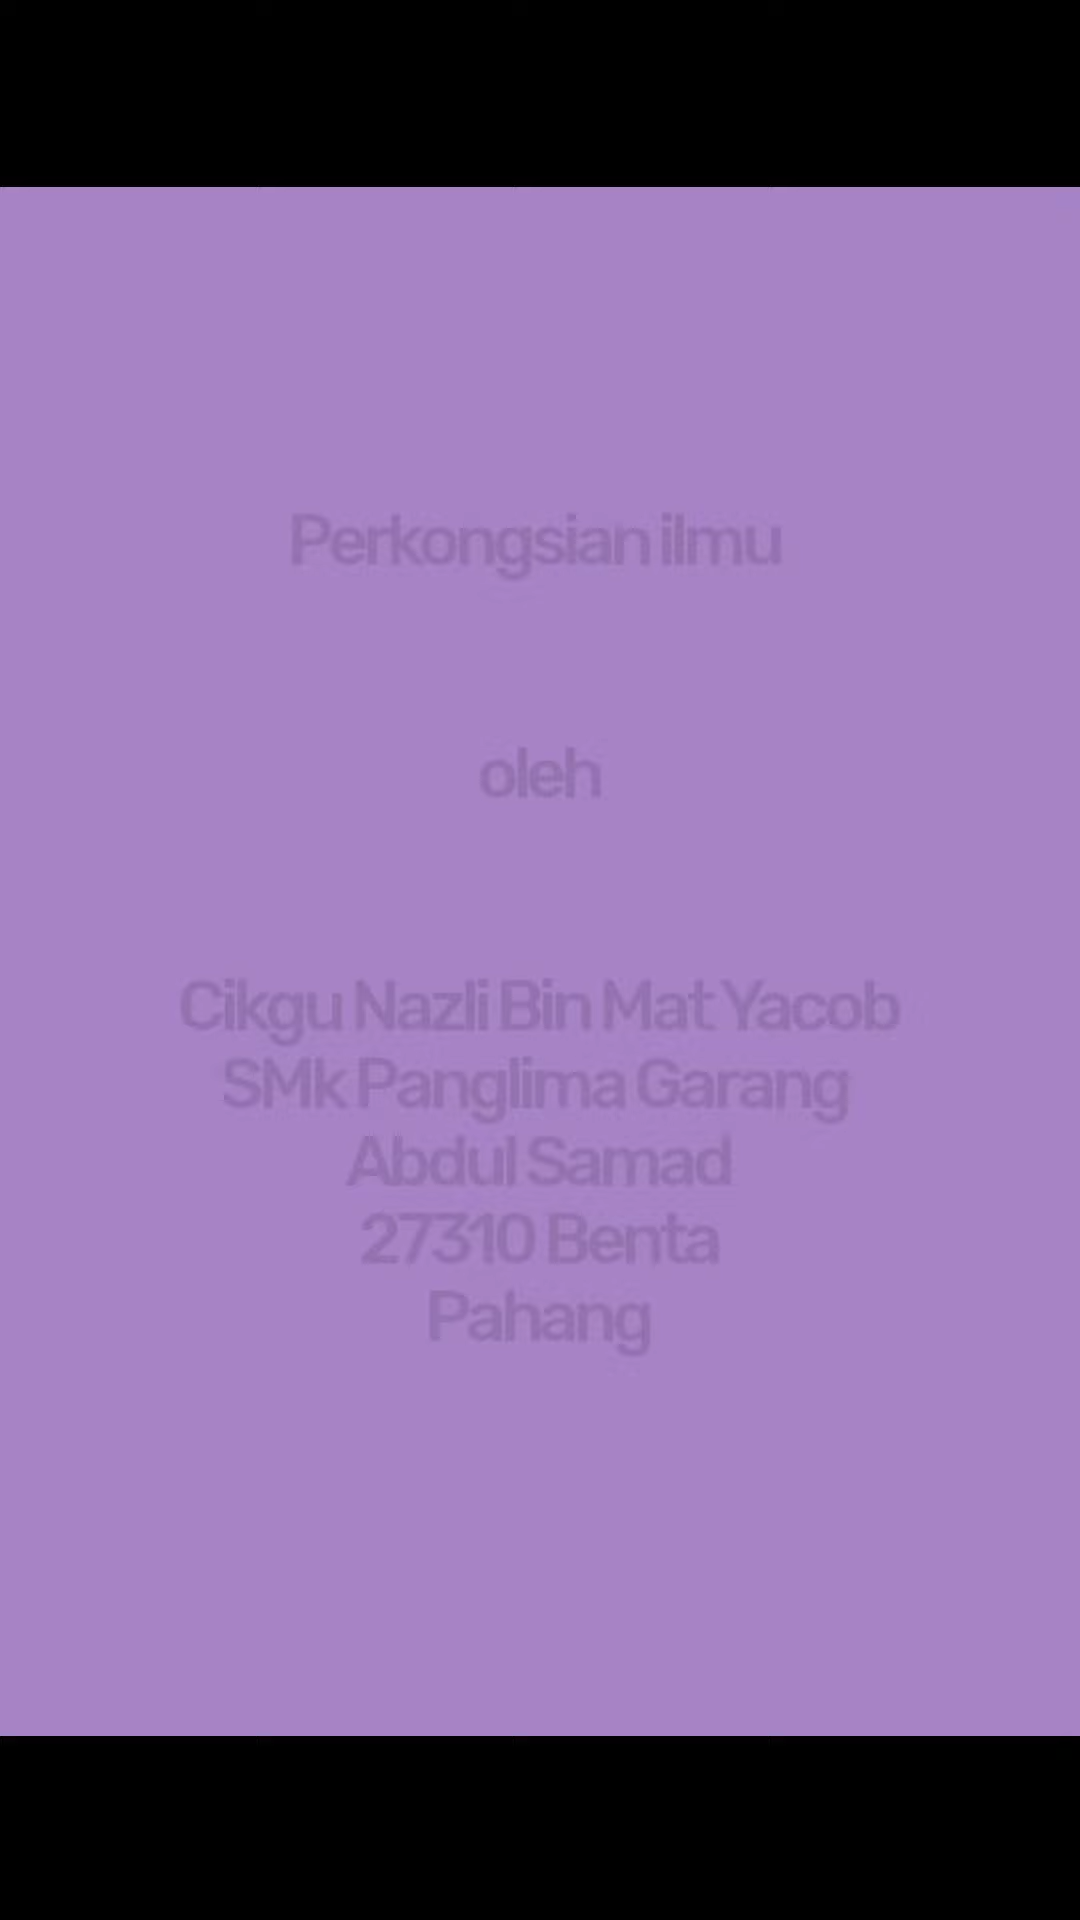 Perkongsian ilmu
oleh
Cikgu Nazli Bin Mat Yacob
SMk Panglima Garang
Abdul Samad
27310 Benta
Pahang